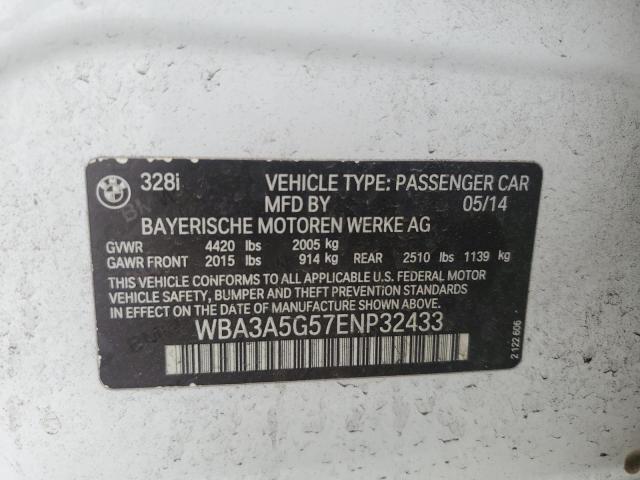 328i VEHICLE TYPE: PASSENGER CAR
MFD BY 05/14
BAYERISCHE MOTOREN WERKE AG
GVWR 4420 lbs 2005 kg
GAWR FRONT 2015 lbs 914 kg REAR 2510 lbs 1139 kg
THIS VEHICLE CONFORMS TO ALL APPLICABLE U.S. FEDERAL MOTOR
VEHICLE SAFETY, BUMPER AND THEFT PREVENTION STANDARDS
IN EFFECT ON THE DATE OF MANUFACTURE SHOWN ABOVE.
WBA3A5G57ENP32433
2 122 606